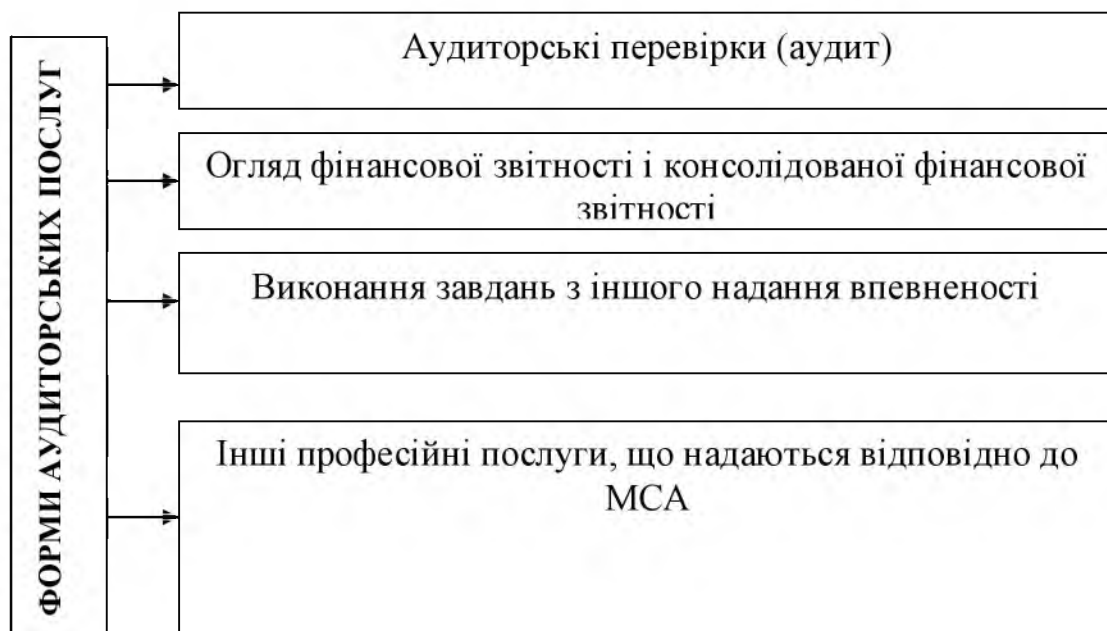 ФОРМИ АУДИТОРСЬКИХ ПОСЛУГ
Аудиторські перевірки (аудит)
Огляд фінансової звітності і консолідованої фінансової
звітності
Виконання завдань з іншого надання впевненості
Інші професійні послуги, що надаються відповідно до
МСА